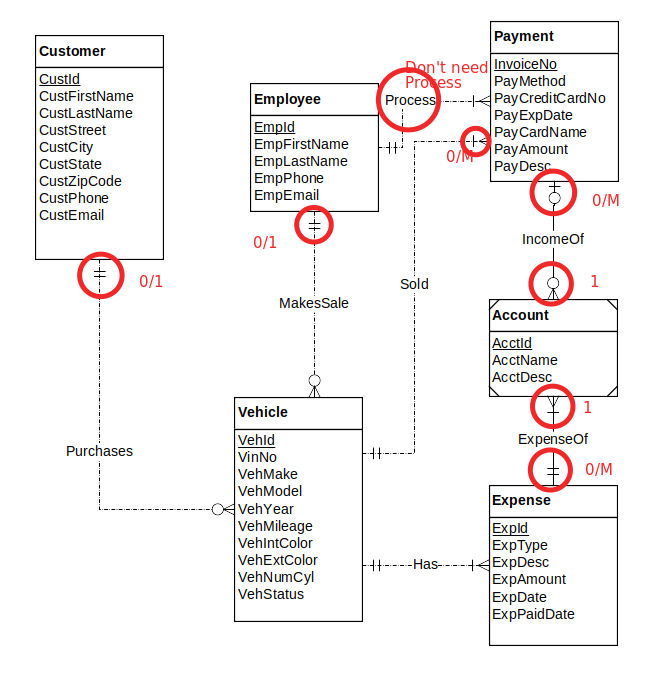 Customer
CustId
CustFirstName
CustLastName
CustStreet
CustCity
CustState
CustZipCode
CustPhone
CustEmail
0/1
Purchases
Employee
EmpId
EmpFirstName
EmpLastName
EmpPhone
EmpEmail
0/1
MakesSale
Don't need
Process
Process
0/M
Sold
Payment
InvoiceNo
PayMethod
PayCreditCardNo
PayExpDate
PayCardName
PayAmount
PayDesc
0/M
IncomeOf
1
Account
AcctId
AcctName
AcctDesc
1
ExpenseOf
0/M
Vehicle
VehId
VinNo
VehMake
VehModel
VehYear
VehMileage
VehIntColor
VehExtColor
VehNumCyl
VehStatus
Has
Expense
ExpId
ExpType
ExpDesc
ExpAmount
ExpDate
ExpPaidDate